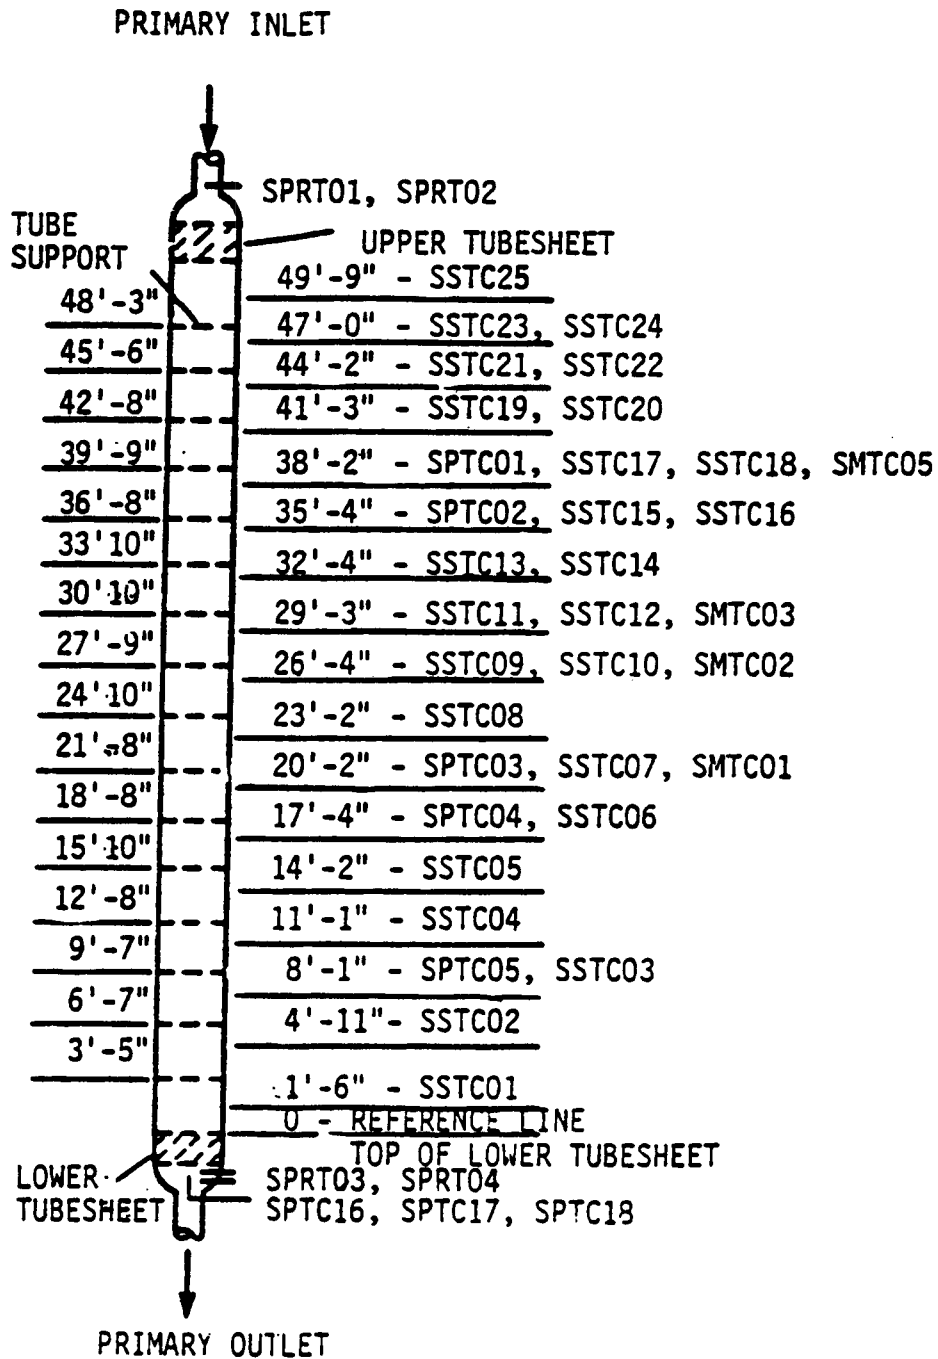 PRIMARY INLET
SPRT01, SPRT02
TUBE
SUPPORT
UPPER TUBESHEET
49'-9" - SSTC25
48'-3"
47'-0" - SSTC23, SSTC24
45'-6"
44'-2" - SSTC21, SSTC22
42'-8"
41'-3" - SSTC19, SSTC20
39'-9"
38'-2" - SPTC01, SSTC17, SSTC18, SMTC05
36'-8"
35'-4" - SPTC02, SSTC15, SSTC16
33'10"
32'-4" - SSTC13, SSTC14
30'10"
29'-3" - SSTC11, SSTC12, SMTC03
27'-9"
26'-4" - SSTC09, SSTC10, SMTC02
24'10"
23'-2" - SSTC08
21'-8"
20'-2" - SPTC03, SSTC07, SMTC01
18'-8"
17'-4" - SPTC04, SSTC06
15'10"
14'-2" - SSTC05
12'-8"
11'-1" - SSTC04
9'-7"
8'-1" - SPTC05, SSTC03
6'-7"
4'-11"- SSTC02
3'-5"
1'-6" - SSTC01
0 - REFERENCE LINE
TOP OF LOWER TUBESHEET
LOWER
TUBESHEET
SPRT03, SPRT04
SPTC16, SPTC17, SPTC18
PRIMARY OUTLET